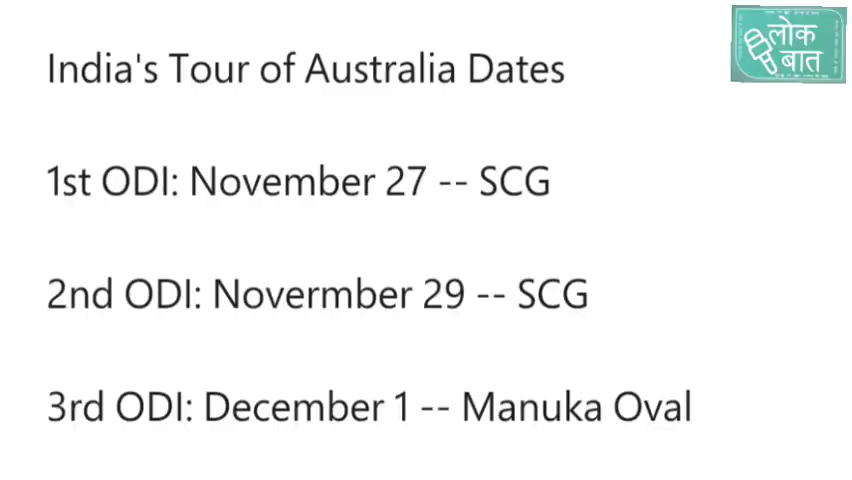 India's Tour of Australia Dates
लोक
बात
1st ODI: November 27 -- SCG
2nd ODI: Novermber 29 -- SCG
3rd ODI: December 1 -- Manuka Oval